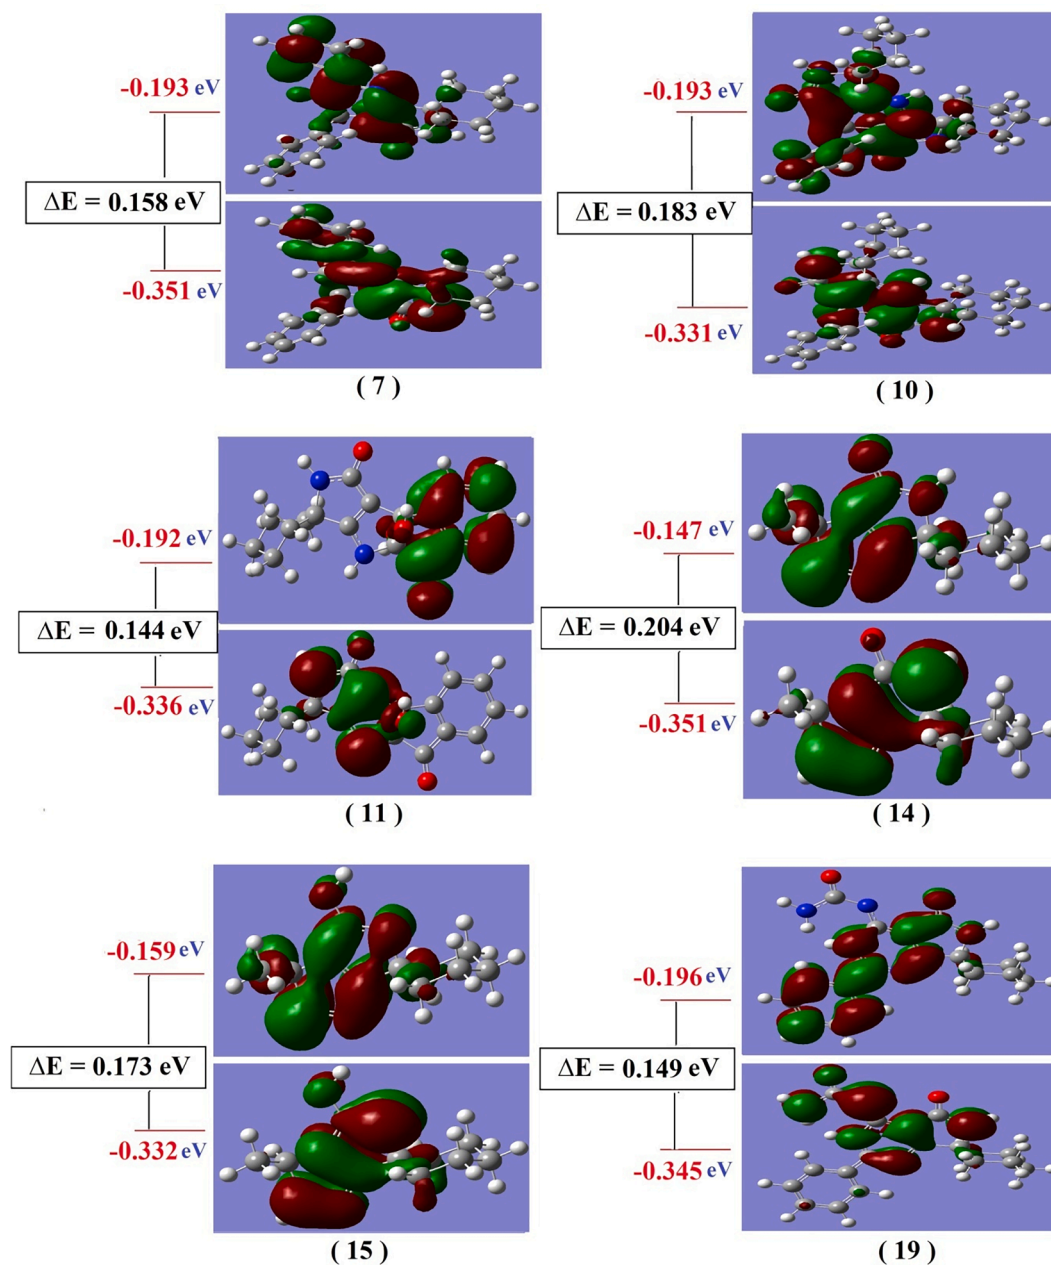 -0.193 eV
ΔE = 0.158 eV
-0.351 eV
( 7 )
-0.193 eV
ΔE = 0.183 eV
-0.331 eV
( 10 )
-0.192 eV
ΔE = 0.144 eV
-0.336 eV
( 11 )
-0.147 eV
ΔE = 0.204 eV
-0.351 eV
( 14 )
-0.159 eV
ΔE = 0.173 eV
-0.332 eV
( 15 )
-0.196 eV
ΔE = 0.149 eV
-0.345 eV
( 19 )